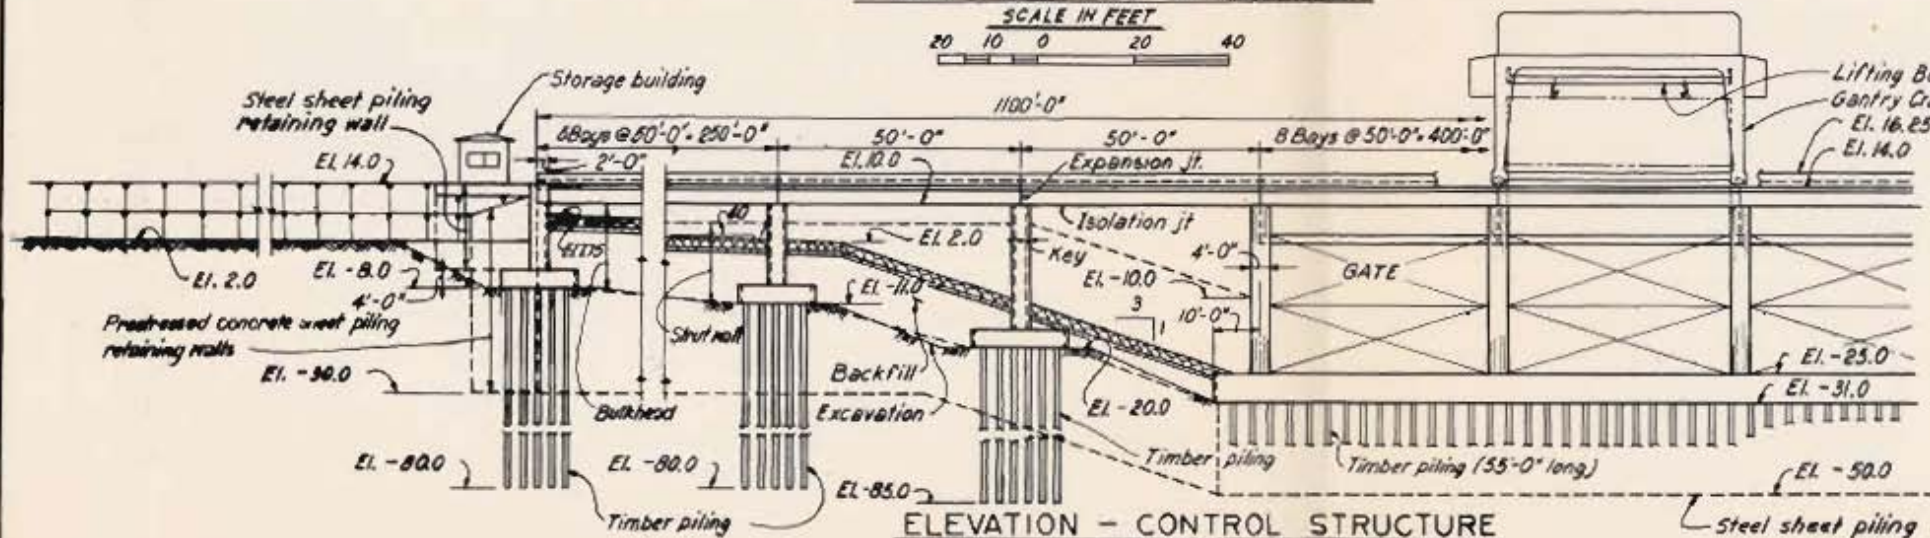 SCALE IN FEET
20 10 0 20 40
Storage building
Steel sheet piling
retaining wall
El. 14.0
1100'-0"
Bays @ 50'-0" = 250'-0"
50'-0"
50'-0"
8 Bays @ 50'-0" = 400'-0"
2'-0"
El. 10.0
Expansion jt.
Lifting
Gantry
El. 16.25
El. 14.0
Isolation jt
El. 2.0
Key
4'-0"
GATE
El. 2.0
El. -8.0
4'-0"
El. -11.0
El. -10.0
10'-0"
3
1
Prestressed concrete sheet piling
retaining walls
Strut wall
El. -25.0
El. -31.0
El. -30.0
Backfill
Bulkhead
Excavation
El. -20.0
El. -80.0
El. -80.0
El. -85.0
Timber piling
Timber piling (55'-0" long)
El. -50.0
Timber piling
ELEVATION - CONTROL STRUCTURE
Steel sheet piling